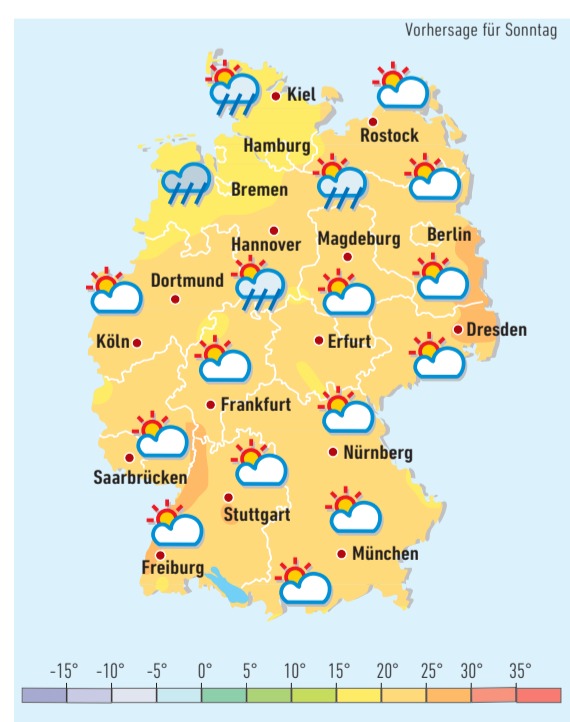 Vorhersage für Sonntag
Kiel
Rostock
Hamburg
Bremen
Berlin
Hannover
Magdeburg
Dortmund
Köln
Erfurt
Dresden
Frankfurt
Nürnberg
Saarbrücken
Stuttgart
München
Freiburg
-15° -10° -5° 0° 5° 10° 15° 20° 25° 30° 35°